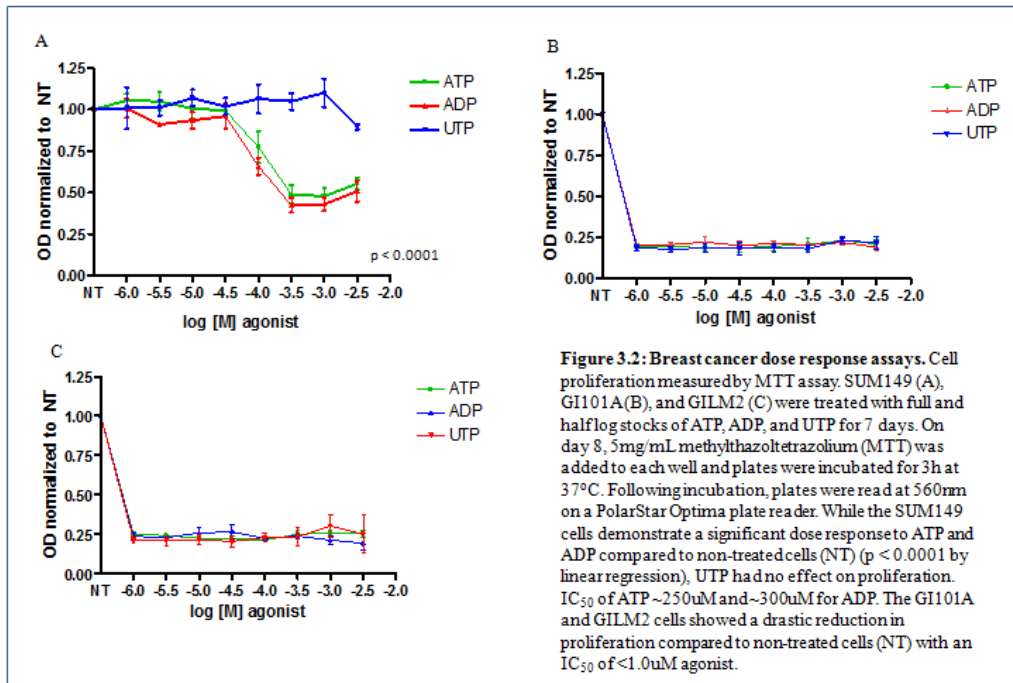 A
1.25
1.00
0.75
0.50
0.25
0.00
OD normalized to NT
ATP
ADP
UTP
p < 0.0001
NT -6.0 -5.5 -5.0 -4.5 -4.0 -3.5 -3.0 -2.5 -2.0
log [M] agonist
B
1.25
1.00
0.75
0.50
0.25
0.00
OD normalized to NT
ATP
ADP
UTP
NT -6.0 -5.5 -5.0 -4.5 -4.0 -3.5 -3.0 -2.5 -2.0
log [M] agonist
C
1.25
1.00
0.75
0.50
0.25
0.00
OD normalized to NT
ATP
ADP
UTP
NT -6.0 -5.5 -5.0 -4.5 -4.0 -3.5 -3.0 -2.5 -2.0
log [M] agonist
Figure 3.2: Breast cancer dose response assays. Cell
proliferation measured by MTT assay. SUM149 (A),
GI101A(B), and GILM2 (C) were treated with full and
half log stocks of ATP, ADP, and UTP for 7 days. On
day 8, 5mg/mL methylthazoltetrazolium (MTT) was
added to each well and plates were incubated for 3h at
37°C. Following incubation, plates were read at 560nm
on a PolarStar Optima plate reader. While the SUM149
cells demonstrate a significant dose response to ATP and
ADP compared to non-treated cells (NT) (p < 0.0001 by
linear regression), UTP had no effect on proliferation.
IC50 of ATP ~250uM and ~300uM for ADP. The GI101A
and GILM2 cells showed a drastic reduction in
proliferation compared to non-treated cells (NT) with an
IC50 of <1.0uM agonist.